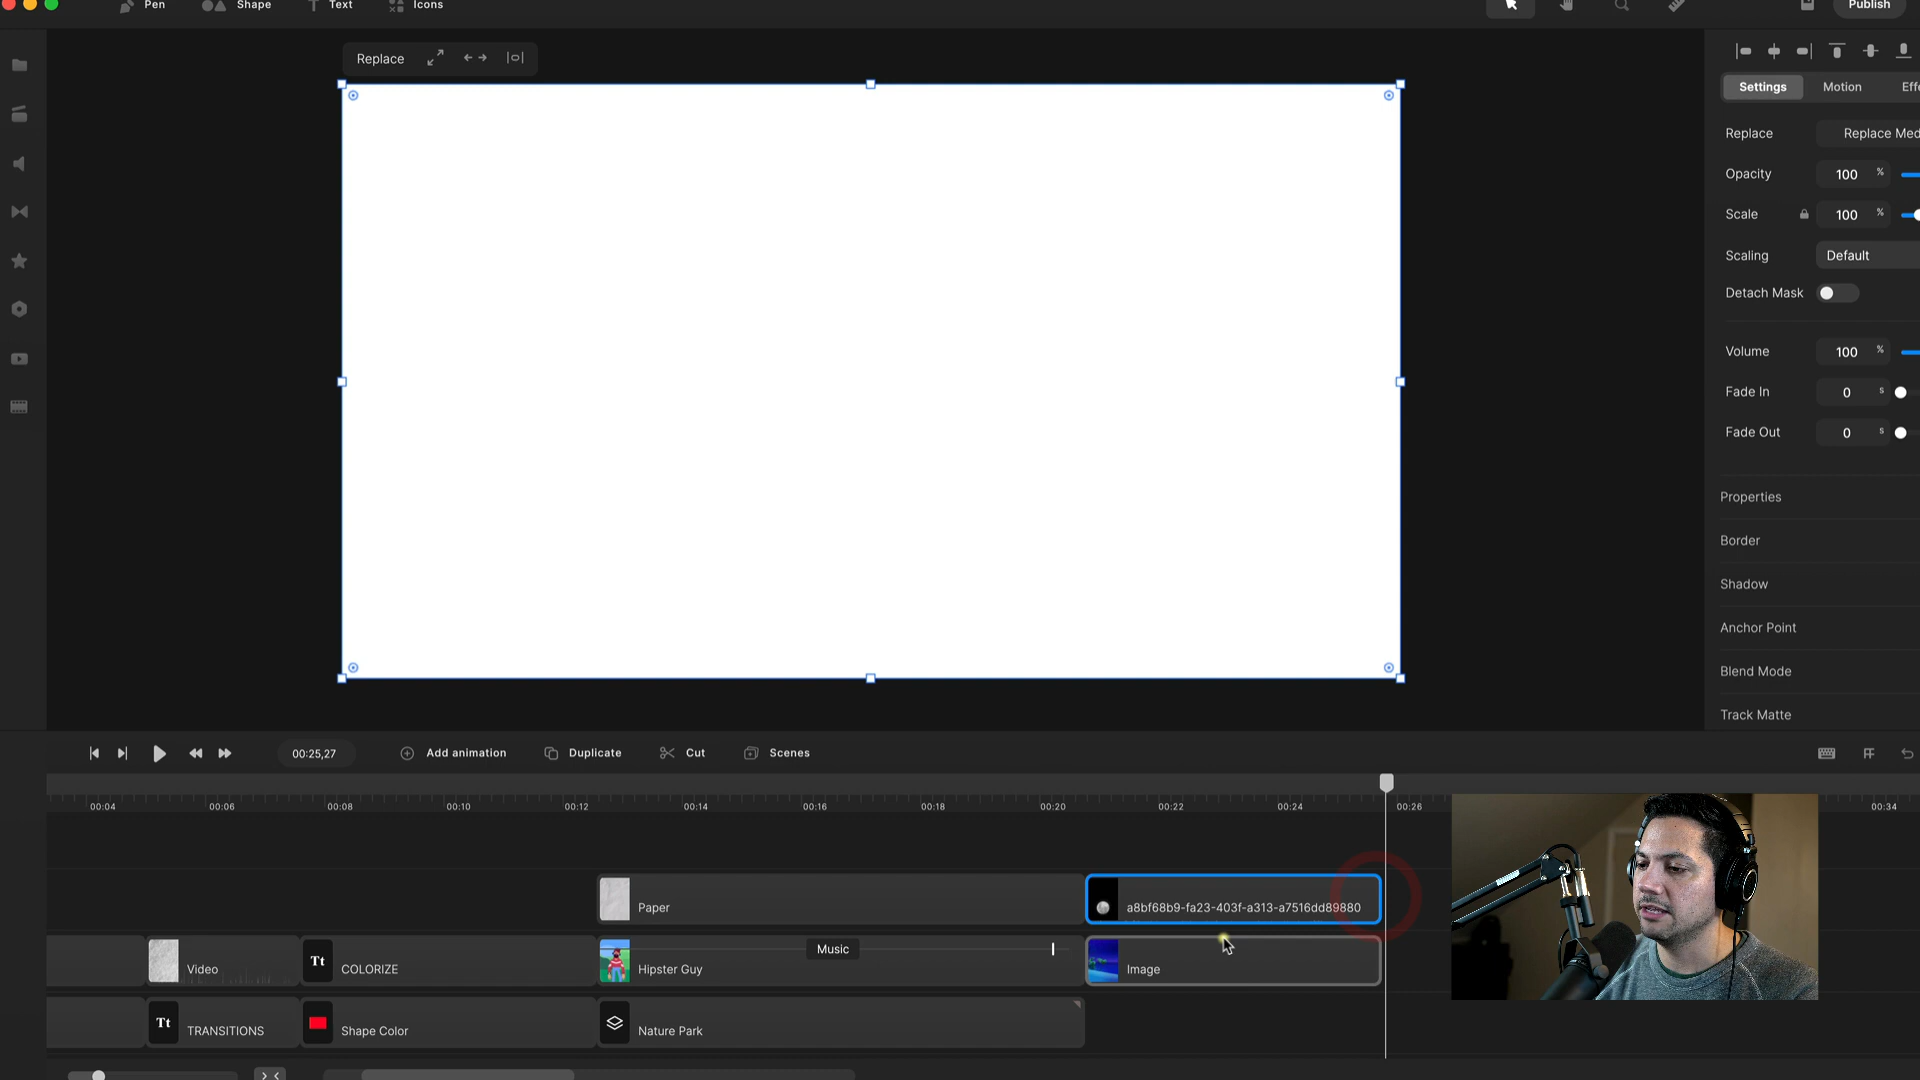 Pen
Shape
Text
Icons
Publish
Replace
Settings
Motion
Effe
Replace
Replace Med
Opacity
100 %
Scale
100 %
Scaling
Default
Detach Mask
Volume
100 %
Fade In
0 s
Fade Out
0 s
Properties
Border
Shadow
Anchor Point
Blend Mode
Track Matte
00:25,27
Add animation
Duplicate
Cut
Scenes
00:04
00:06
00:08
00:10
00:12
00:14
00:16
00:18
00:20
00:22
00:24
00:26
00:34
Paper
a8bf68b9-fa23-403f-a313-a7516dd89880
Video
Tt
COLORIZE
Hipster Guy
Music
Image
Tt
TRANSITIONS
Shape Color
Nature Park